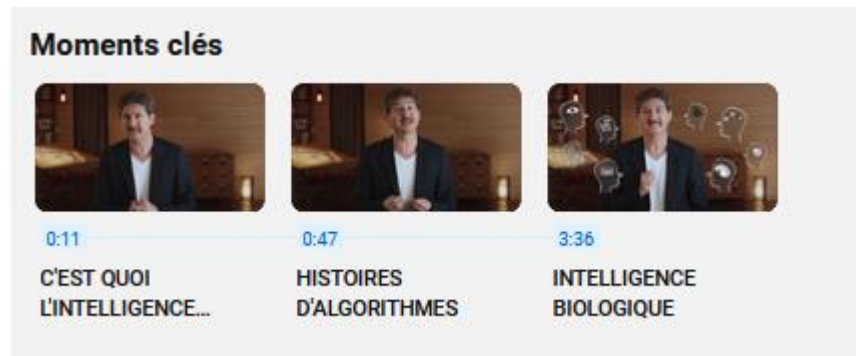 Moments clés
0:11
0:47
3:36
C'EST QUOI
L'INTELLIGENCE...
HISTOIRES
D'ALGORITHMES
INTELLIGENCE
BIOLOGIQUE